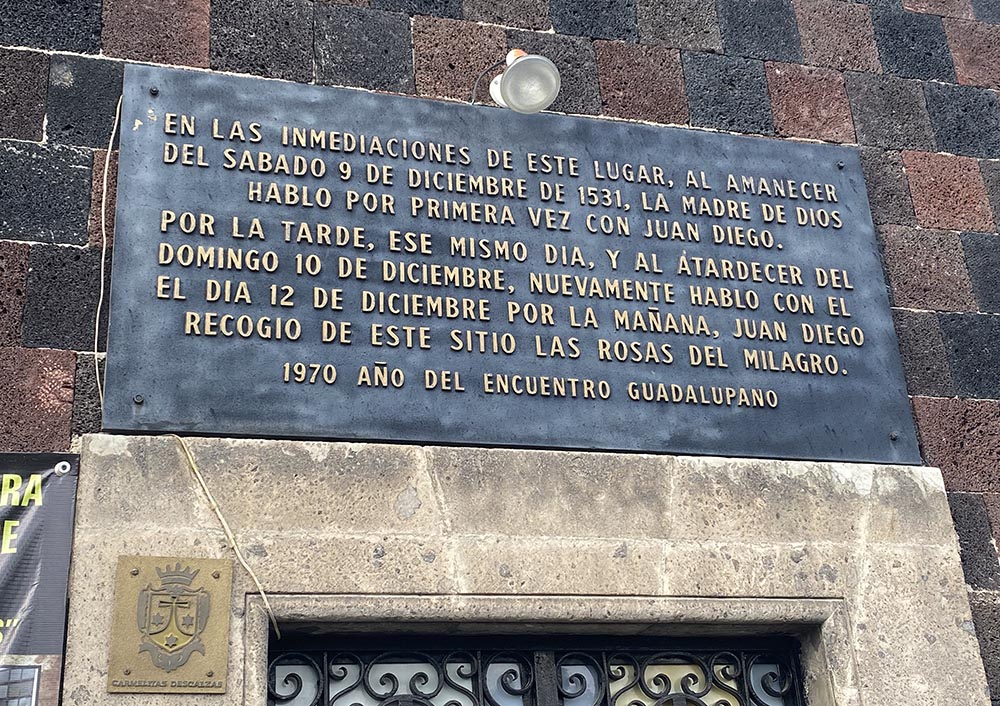 EN LAS INMEDIACIONES DE ESTE LUGAR, AL AMANECER
DEL SABADO 9 DE DICIEMBRE DE 1531, LA MADRE DE DIOS
HABLO POR PRIMERA VEZ CON JUAN DIEGO.
POR LA TARDE, ESE MISMO DIA, Y AL ATARDECER DEL
DOMINGO 10 DE DICIEMBRE, NUEVAMENTE HABLO CON EL
EL DIA 12 DE DICIEMBRE POR LA MAÑANA, JUAN DIEGO
RECOGIO DE ESTE SITIO LAS ROSAS DEL MILAGRO.
1970 AÑO DEL ENCUENTRO GUADALUPANO
RA
E
S"
CARMELITAS DESCALZAS